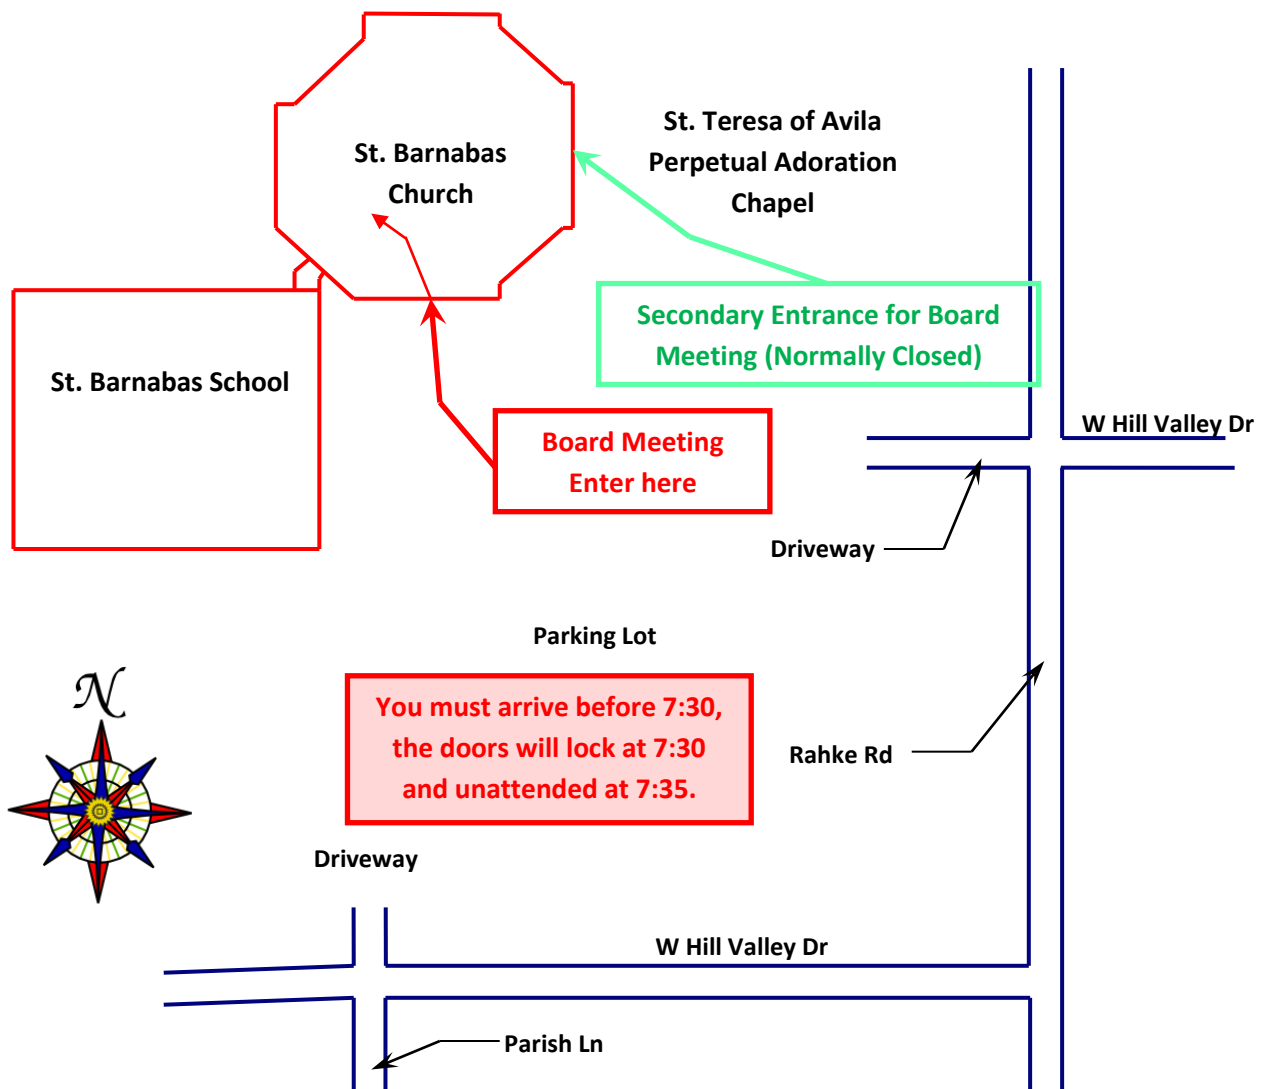 St. Barnabas
Church
St. Teresa of Avila
Perpetual Adoration
Chapel
Secondary Entrance for Board
Meeting (Normally Closed)
St. Barnabas School
Board Meeting
Enter here
W Hill Valley Dr
Driveway
Parking Lot
You must arrive before 7:30,
the doors will lock at 7:30
and unattended at 7:35.
N
Rahke Rd
Driveway
W Hill Valley Dr
Parish Ln